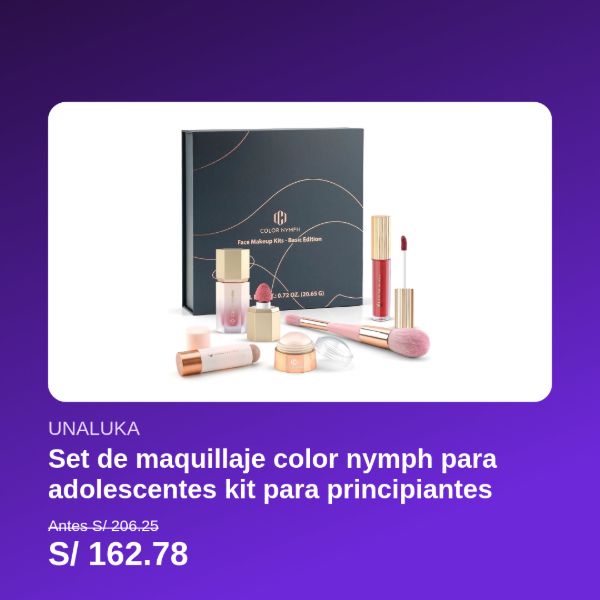 COLOR NYMPH
Face Makeup Kits - Basic Edition
0.72 OZ. (20.65 G)
UNALUKA
Set de maquillaje color nymph para
adolescentes kit para principiantes
Antes S/ 206.25
S/ 162.78